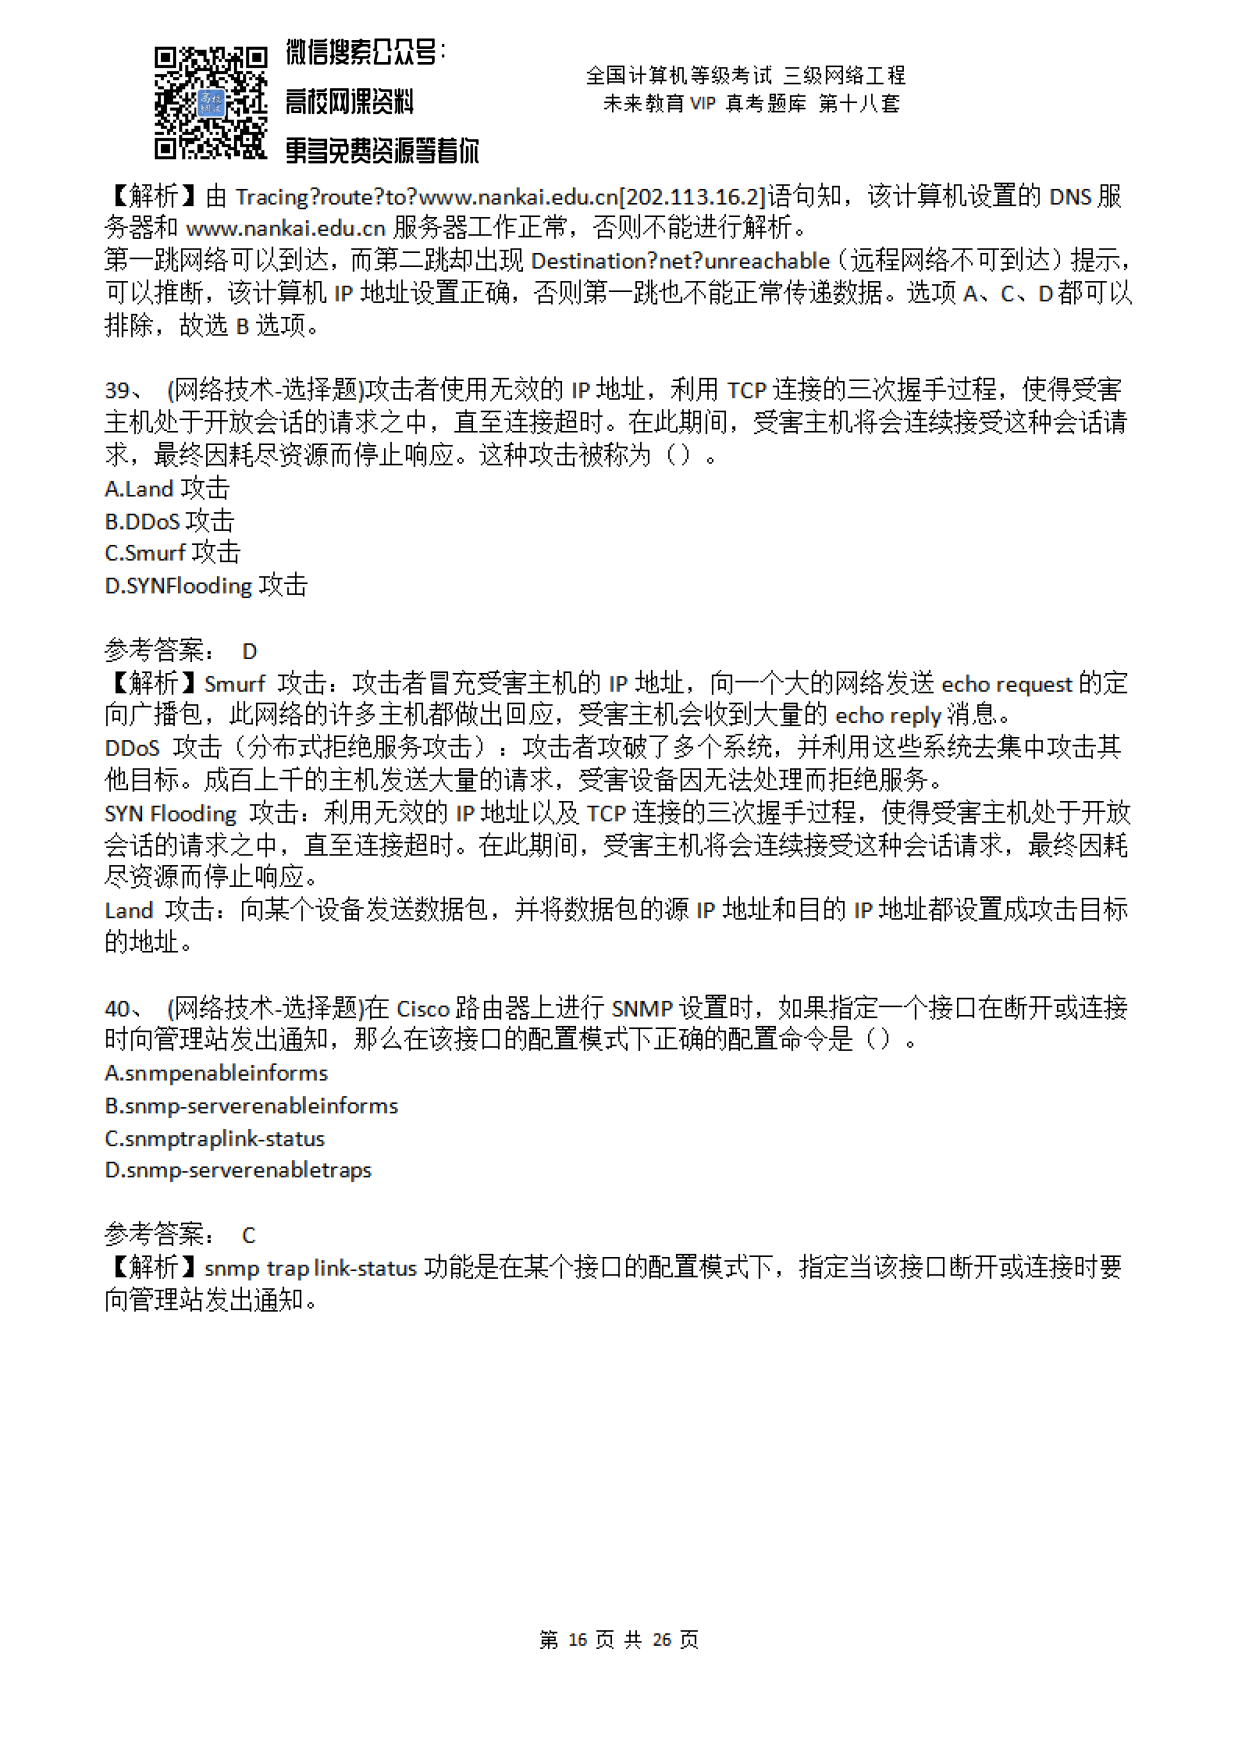 微信搜索公众号：
高校网课资料
更多免费资源等着你
全国计算机等级考试 三级网络工程
未来教育 VIP 真考题库 第十八套
【解析】由 Tracing?route?to?www.nankai.edu.cn[202.113.16.2]语句知，该计算机设置的 DNS 服
务器和 www.nankai.edu.cn 服务器工作正常，否则不能进行解析。
第一跳网络可以到达，而第二跳却出现 Destination?net?unreachable（远程网络不可到达）提示，
可以推断，该计算机 IP 地址设置正确，否则第一跳也不能正常传递数据。选项 A、C、D 都可以
排除，故选 B 选项。
39、 (网络技术-选择题)攻击者使用无效的 IP 地址，利用 TCP 连接的三次握手过程，使得受害
主机处于开放会话的请求之中，直至连接超时。在此期间，受害主机将会连续接受这种会话请
求，最终因耗尽资源而停止响应。这种攻击被称为（）。
A.Land 攻击
B.DDoS 攻击
C.Smurf 攻击
D.SYNFlooding 攻击
参考答案： D
【解析】Smurf 攻击：攻击者冒充受害主机的 IP 地址，向一个大的网络发送 echo request 的定
向广播包，此网络的许多主机都做出回应，受害主机会收到大量的 echo reply 消息。
DDoS 攻击（分布式拒绝服务攻击）：攻击者攻破了多个系统，并利用这些系统去集中攻击其
他目标。成百上千的主机发送大量的请求，受害设备因无法处理而拒绝服务。
SYN Flooding 攻击：利用无效的 IP 地址以及 TCP 连接的三次握手过程，使得受害主机处于开放
会话的请求之中，直至连接超时。在此期间，受害主机将会连续接受这种会话请求，最终因耗
尽资源而停止响应。
Land 攻击：向某个设备发送数据包，并将数据包的源 IP 地址和目的 IP 地址都设置成攻击目标
的地址。
40、 (网络技术-选择题)在 Cisco 路由器上进行 SNMP 设置时，如果指定一个接口在断开或连接
时向管理站发出通知，那么在该接口的配置模式下正确的配置命令是（）。
A.snmpenableinforms
B.snmp-serverenableinforms
C.snmptraplink-status
D.snmp-serverenabletraps
参考答案： C
【解析】snmp trap link-status 功能是在某个接口的配置模式下，指定当该接口断开或连接时要
向管理站发出通知。
第 16 页 共 26 页